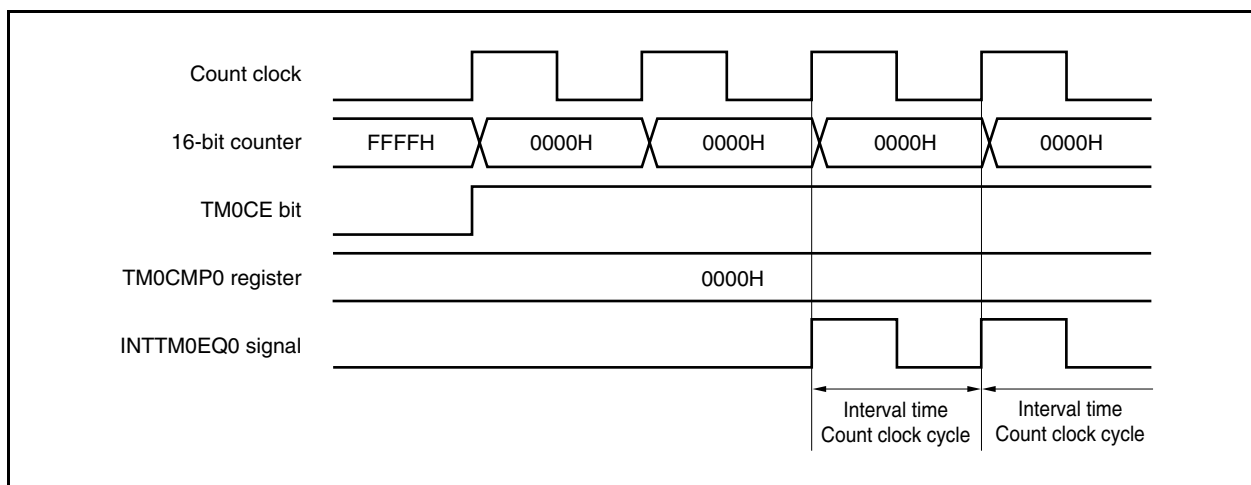 Count clock
16-bit counter FFFFH 0000H 0000H 0000H 0000H
TM0CE bit
TM0CMP0 register 0000H
INTTM0EQ0 signal
Interval time Interval time
Count clock cycle Count clock cycle